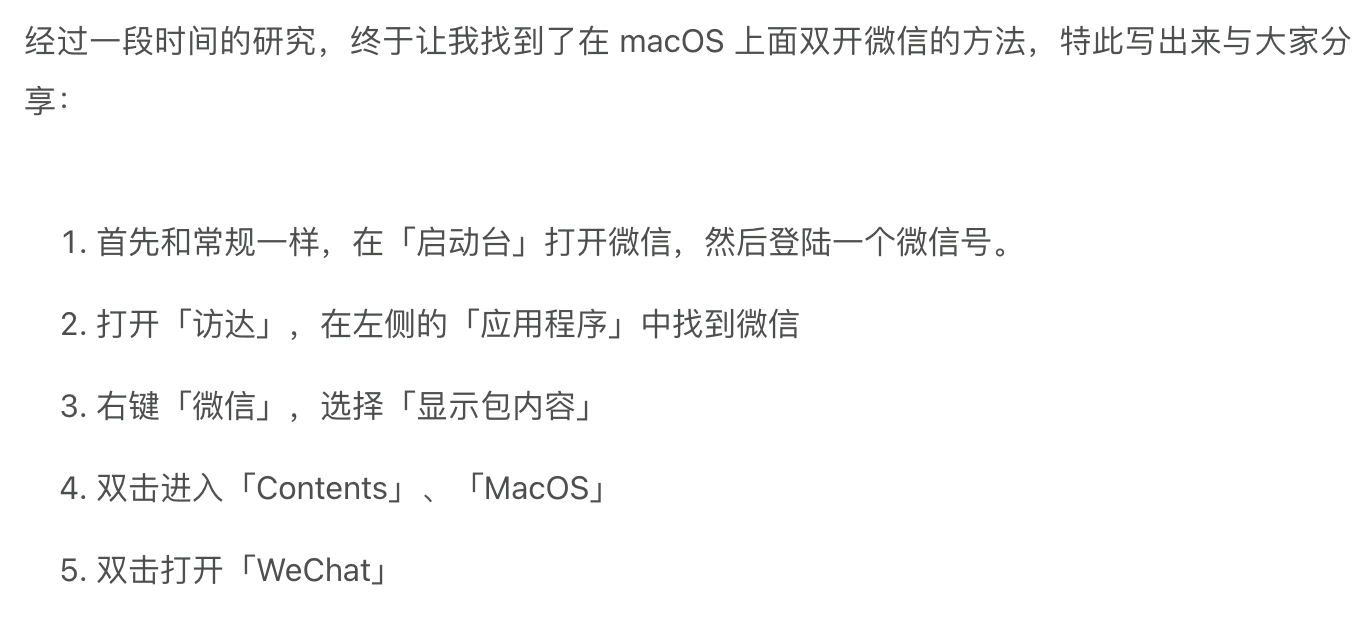 经过一段时间的研究，终于让我找到了在 macOS 上面双开微信的方法，特此写出来与大家分
享：
1. 首先和常规一样，在「启动台」打开微信，然后登陆一个微信号。
2. 打开「访达」，在左侧的「应用程序」中找到微信
3. 右键「微信」，选择「显示包内容」
4. 双击进入「Contents」、「MacOS」
5. 双击打开「WeChat」